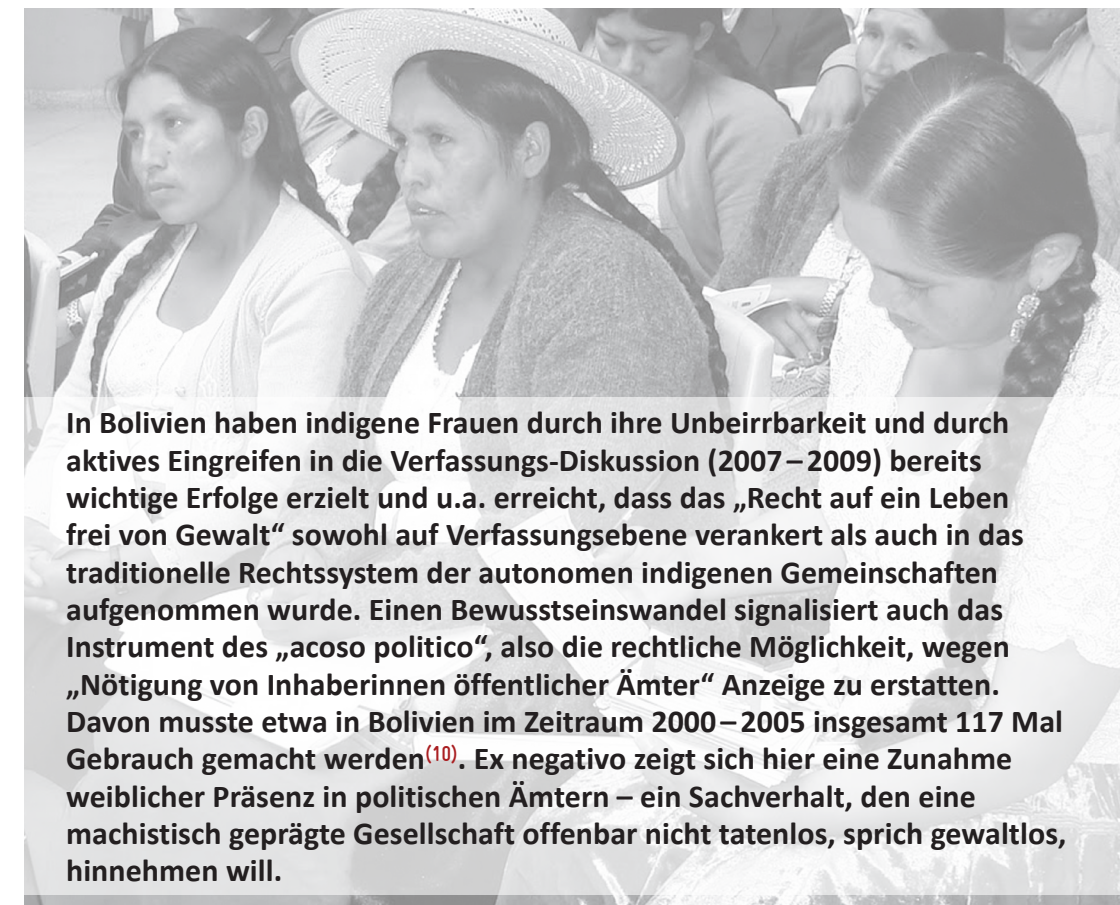 In Bolivien haben indigene Frauen durch ihre Unbeirrbarkeit und durch
aktives Eingreifen in die Verfassungs-Diskussion (2007 – 2009) bereits
wichtige Erfolge erzielt und u.a. erreicht, dass das „Recht auf ein Leben
frei von Gewalt“ sowohl auf Verfassungsebene verankert als auch in das
traditionelle Rechtssystem der autonomen indigenen Gemeinschaften
aufgenommen wurde. Einen Bewusstseinswandel signalisiert auch das
Instrument des „acoso politico“, also die rechtliche Möglichkeit, wegen
„Nötigung von Inhaberinnen öffentlicher Ämter“ Anzeige zu erstatten.
Davon musste etwa in Bolivien im Zeitraum 2000 – 2005 insgesamt 117 Mal
Gebrauch gemacht werden(10). Ex negativo zeigt sich hier eine Zunahme
weiblicher Präsenz in politischen Ämtern – ein Sachverhalt, den eine
machistisch geprägte Gesellschaft offenbar nicht tatenlos, sprich gewaltlos,
hinnehmen will.